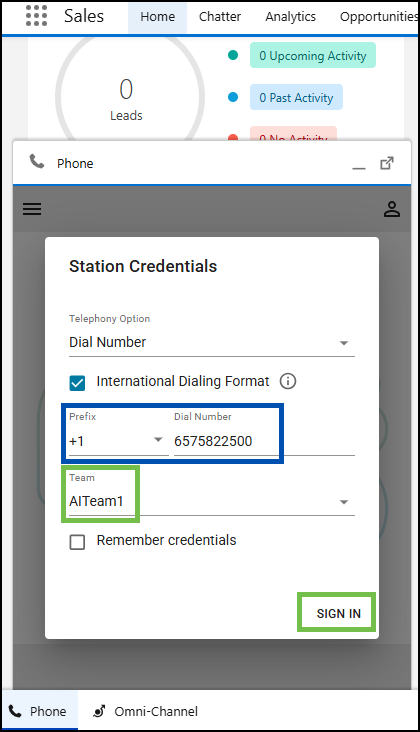 Sales Home Chatter Analytics Opportunities
0
Leads
0 Upcoming Activity
0 Past Activity
0 No Activity
Phone
Station Credentials
Telephony Option
Dial Number
International Dialing Format
Prefix Dial Number
+1 6575822500
Team
AITeam1
Remember credentials
SIGN IN
Phone Omni-Channel